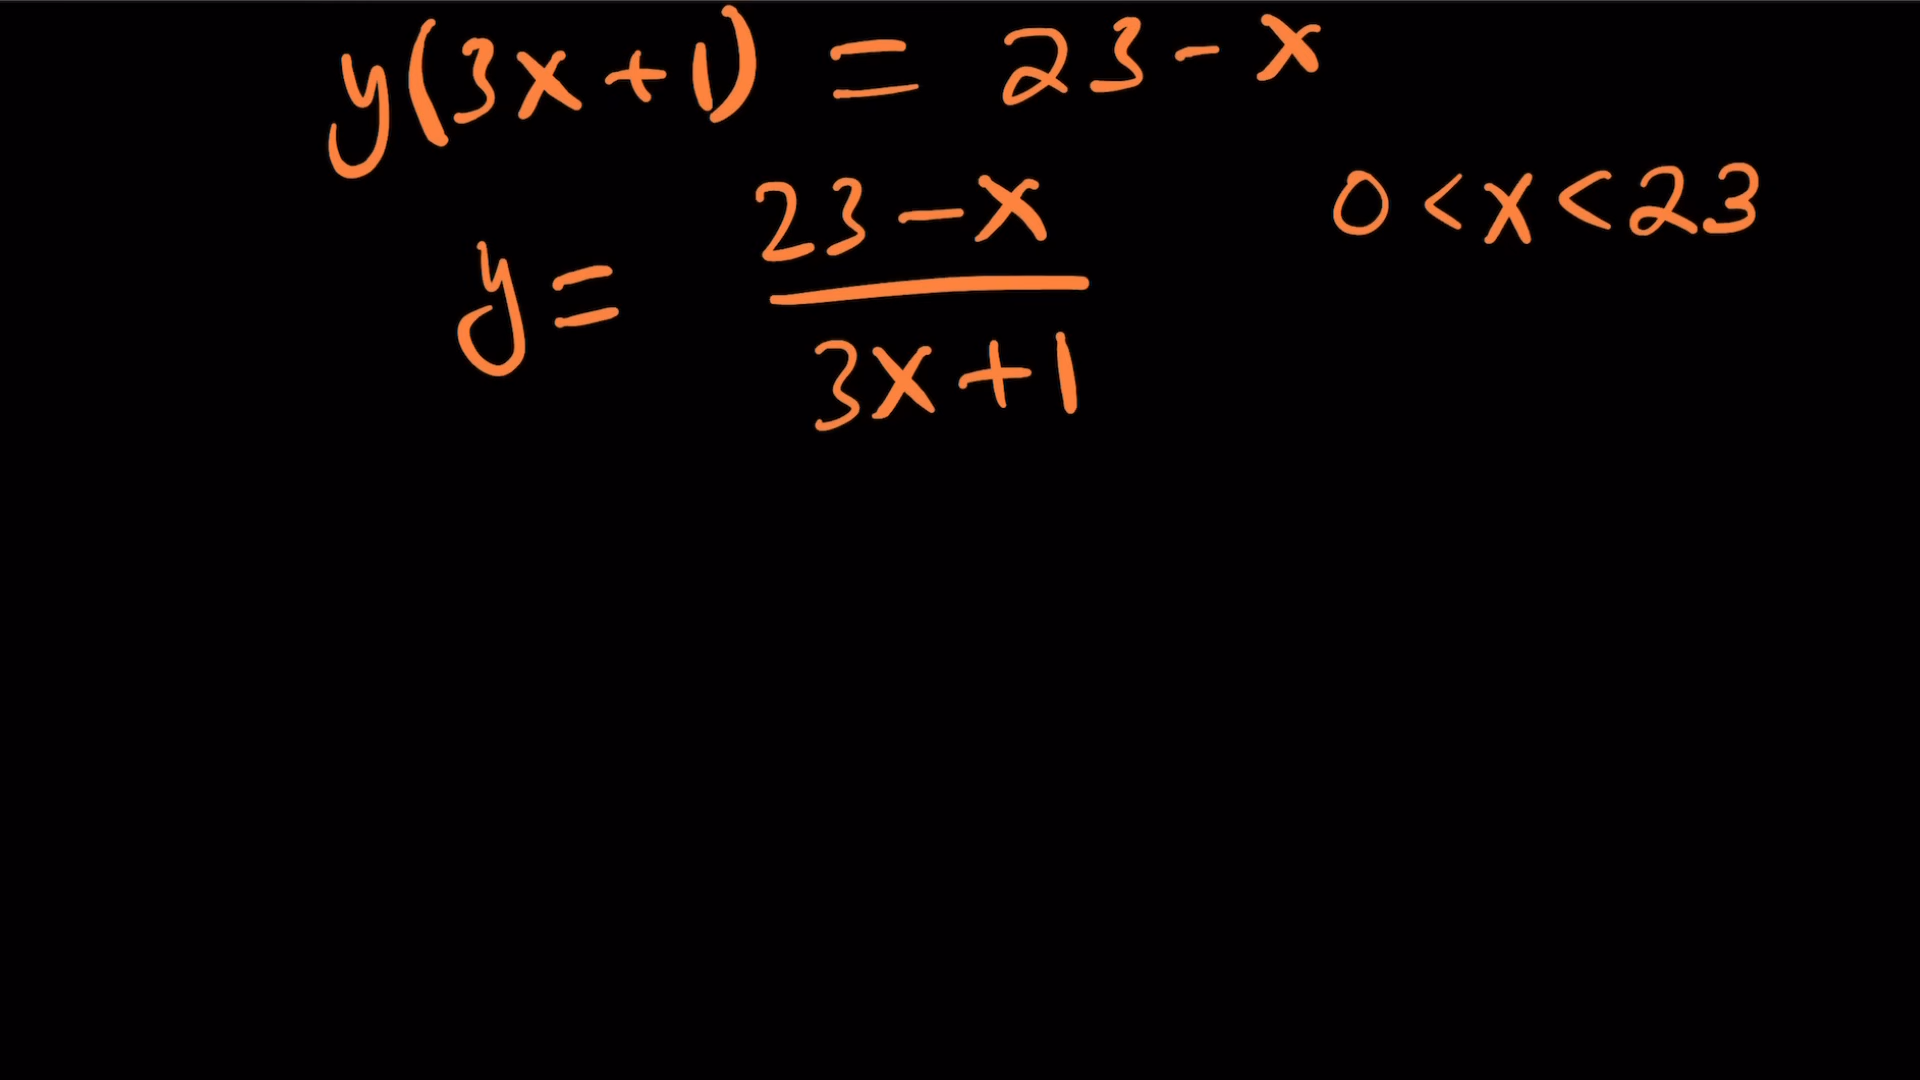 y(3x+1) = 23-x
y = 23-x / 3x+1
0<x<23